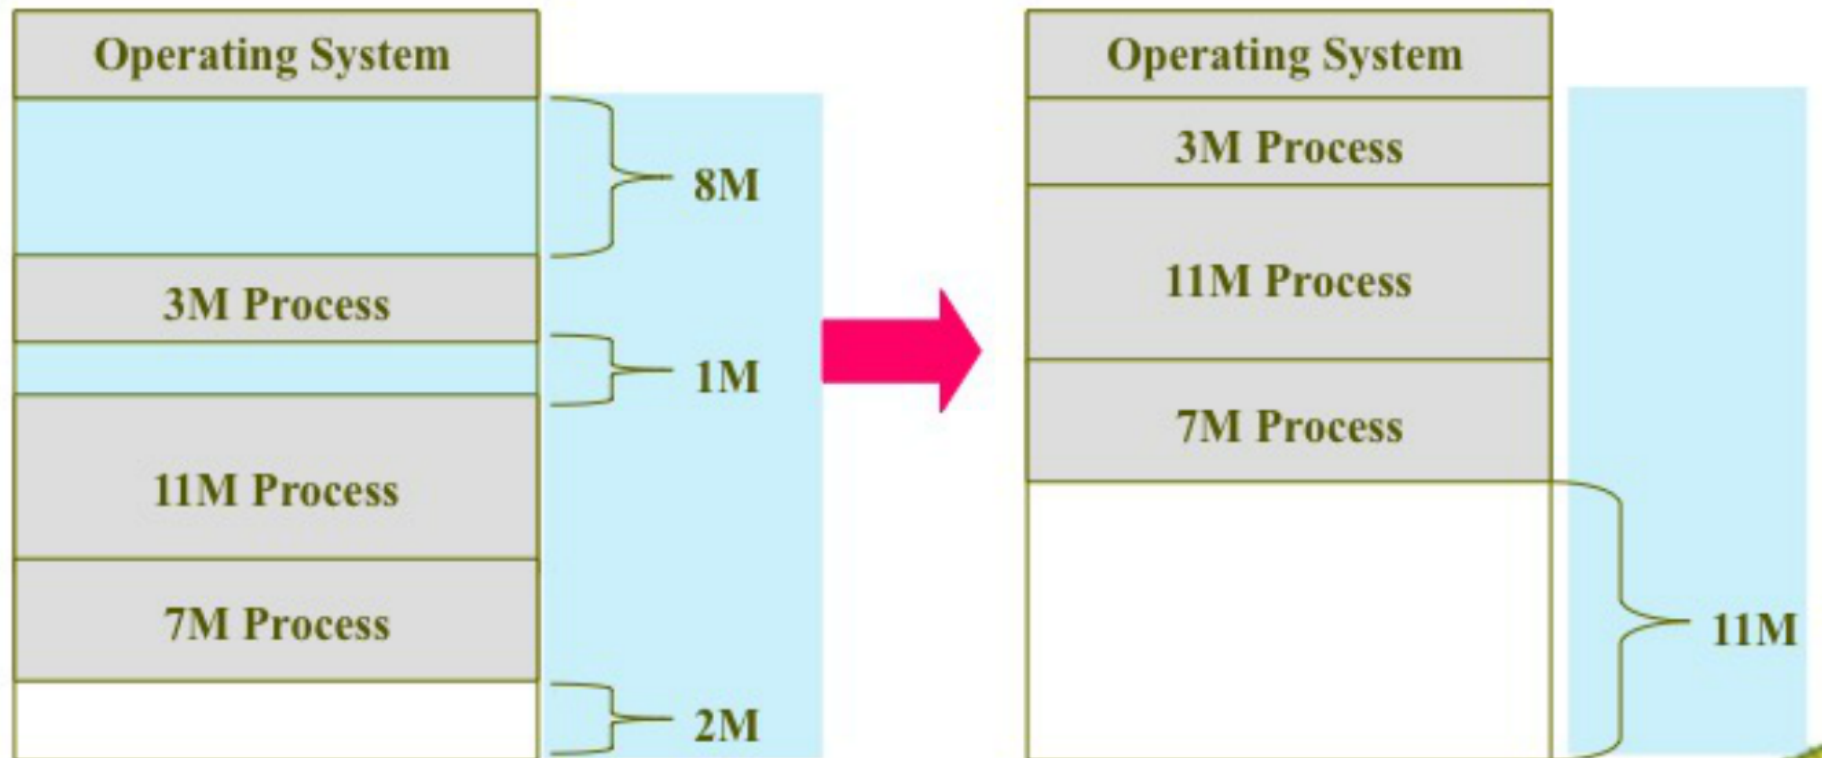 Operating System
8M
3M Process
1M
11M Process
7M Process
2M
Operating System
3M Process
11M Process
7M Process
11M